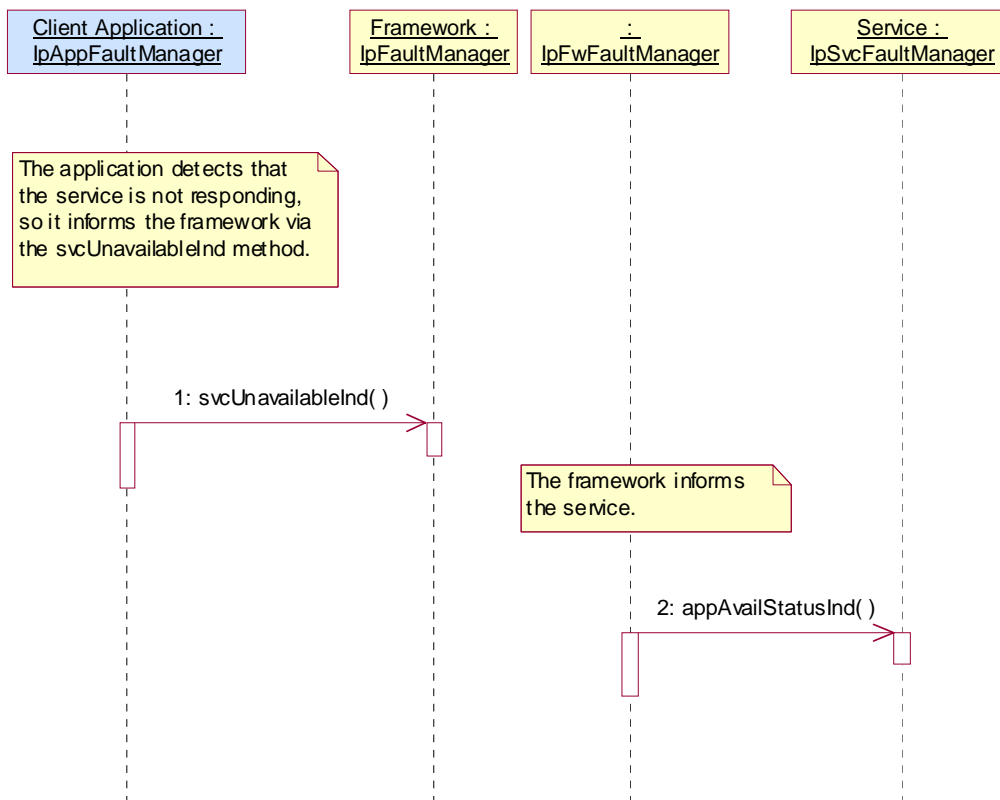 Client Application :
IpAppFaultManager
Framework :
IpFaultManager
:
IpFwFaultManager
Service :
IpSvcFaultManager
The application detects that
the service is not responding,
so it informs the framework via
the svcUnavailableInd method.
1: svcUnavailableInd( )
The framework informs
the service.
2: appAvailStatusInd( )